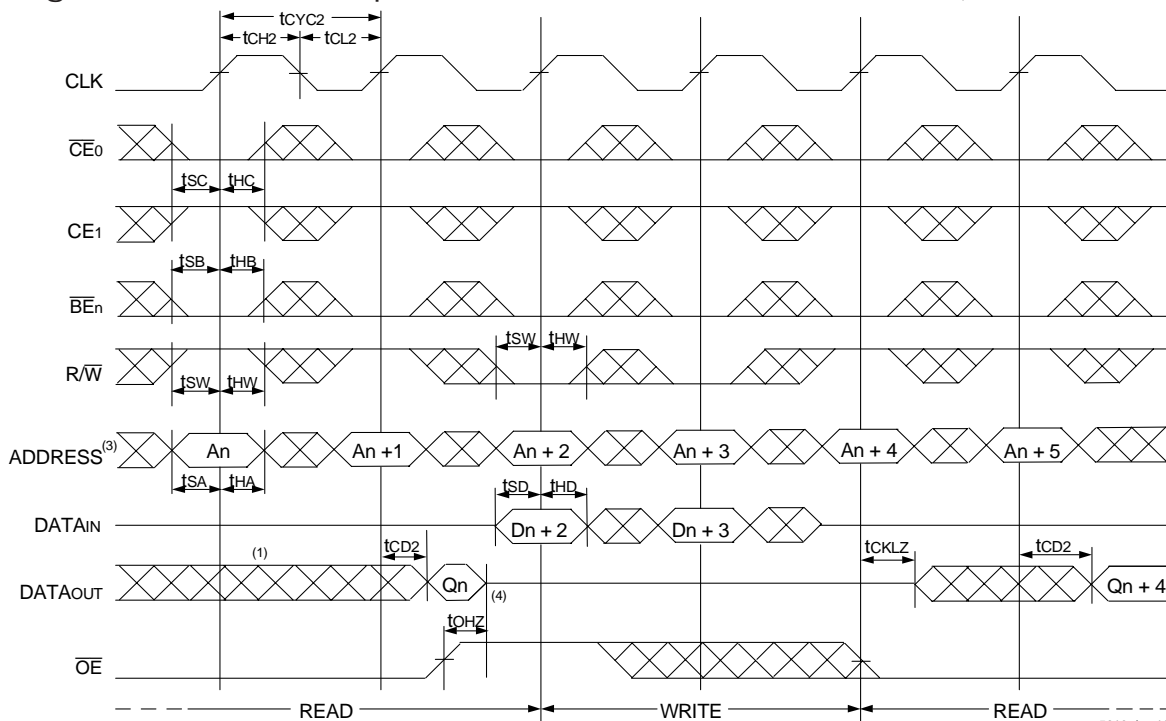 tCYC2
tCH2 tCL2
CLK
CE0
tSC tHC
CE1
tSB tHB
BEn
tSW tHW
R/W
tSW tHW
ADDRESS(3) An An +1 An + 2 An + 3 An + 4 An + 5
tSA tHA
tSD tHD
DATAIN Dn + 2 Dn + 3
tCD2 tCKLZ tCD2
(1)
DATAOUT Qn Qn + 4
(4)
tOHZ
OE
READ WRITE READ